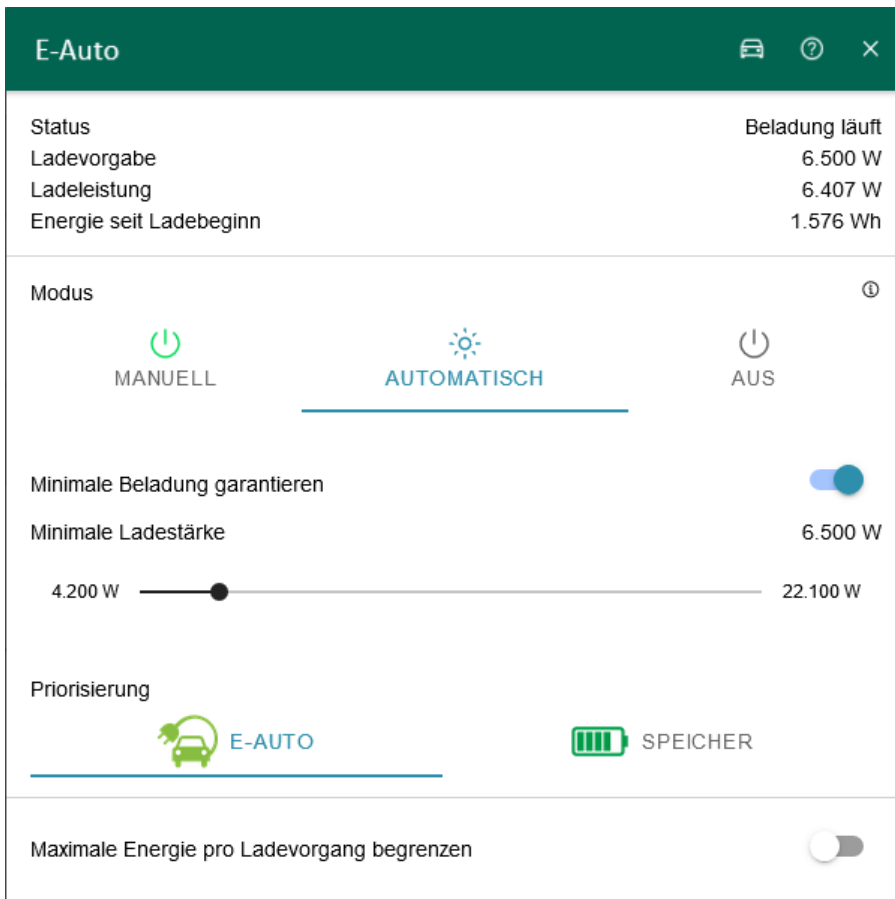 E-Auto
Status Beladung läuft
Ladevorgabe 6.500 W
Ladeleistung 6.407 W
Energie seit Ladebeginn 1.576 Wh
Modus
MANUELL AUTOMATISCH AUS
Minimale Beladung garantieren
Minimale Ladestärke 6.500 W
4.200 W 22.100 W
Priorisierung
E-AUTO SPEICHER
Maximale Energie pro Ladevorgang begrenzen